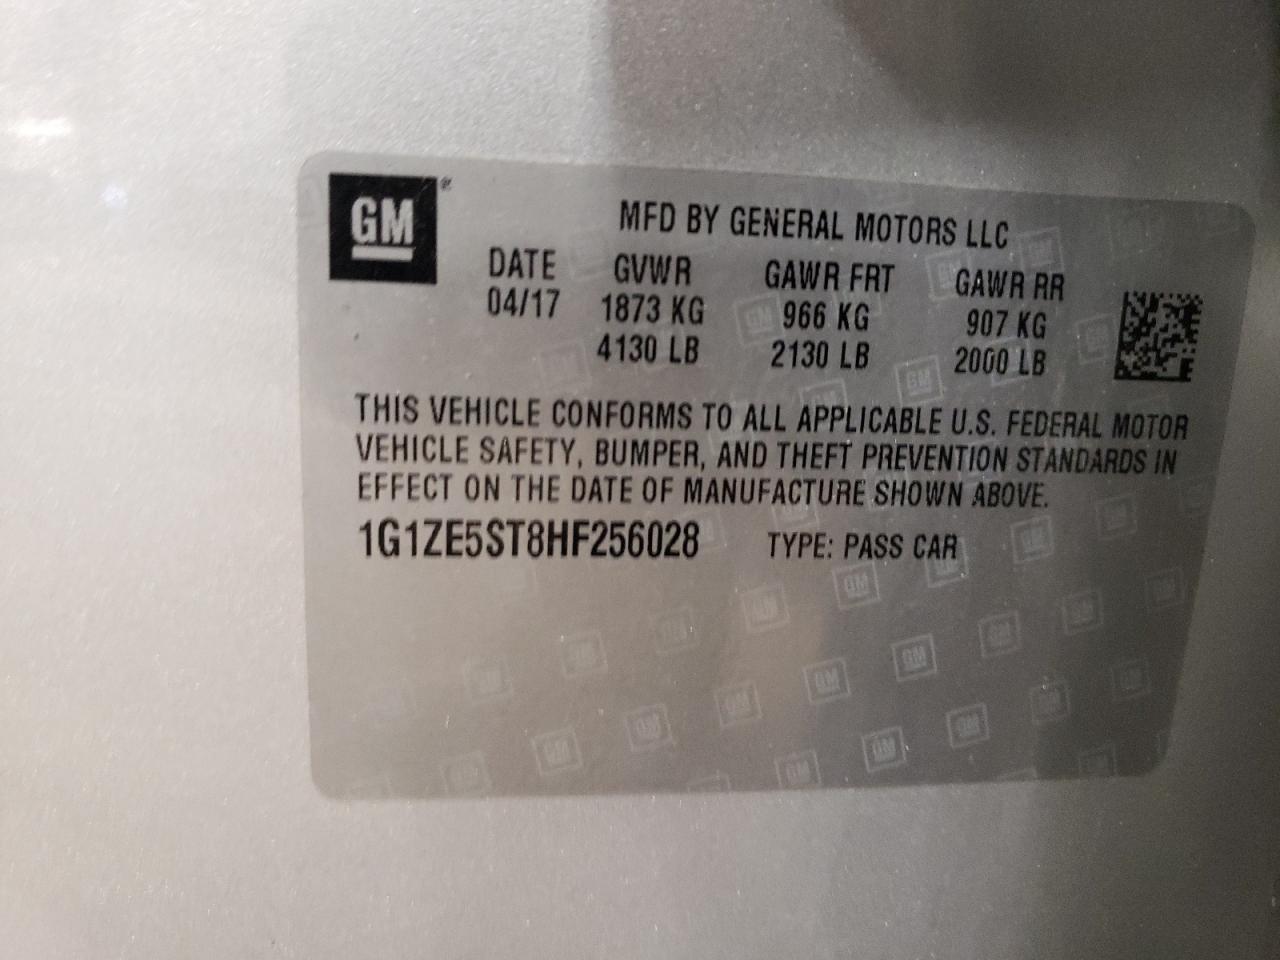 GM®
MFD BY GENERAL MOTORS LLC
DATE GVWR GAWR FRT GAWR RR
04/17 1873 KG 966 KG 907 KG
4130 LB 2130 LB 2000 LB
THIS VEHICLE CONFORMS TO ALL APPLICABLE U.S. FEDERAL MOTOR
VEHICLE SAFETY, BUMPER, AND THEFT PREVENTION STANDARDS IN
EFFECT ON THE DATE OF MANUFACTURE SHOWN ABOVE.
1G1ZE5ST8HF256028 TYPE: PASS CAR